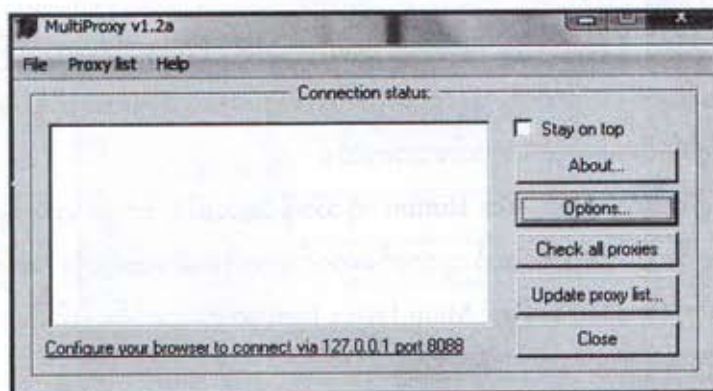 MultiProxy v1.2a
File Proxy list Help
Connection status:
Stay on top
About...
Options...
Check all proxies
Update proxy list...
Close
Configure your browser to connect via 127.0.0.1 port 8088